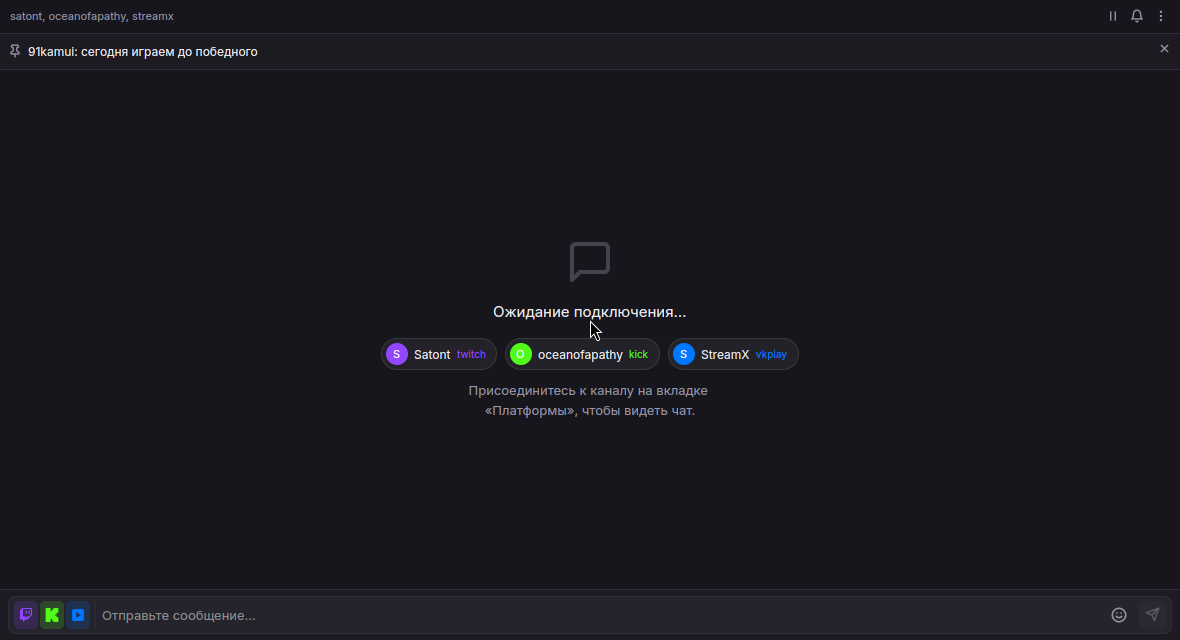 satont, oceanofapathy, streamx
91kamui: сегодня играем до победного
Ожидание подключения...
S Satont twitch
O oceanofapathy kick
S StreamX vkplay
Присоединитесь к каналу на вкладке
«Платформы», чтобы видеть чат.
Отправьте сообщение...